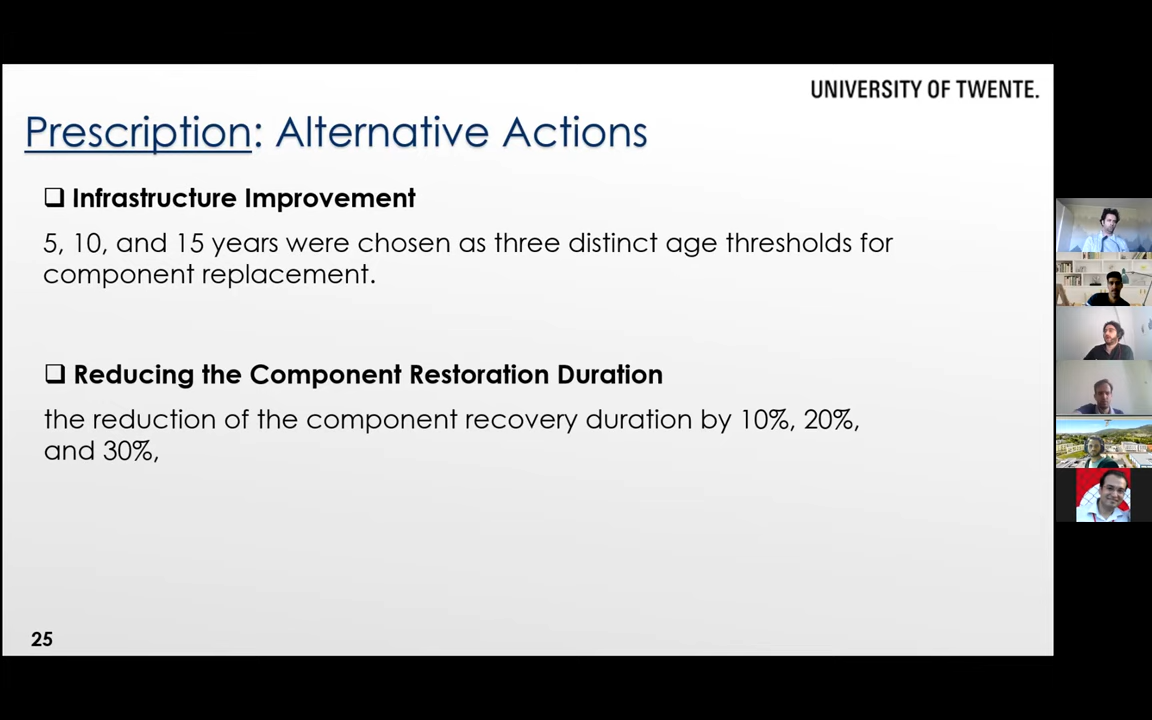 UNIVERSITY OF TWENTE.
Prescription: Alternative Actions
❑ Infrastructure Improvement
5, 10, and 15 years were chosen as three distinct age thresholds for
component replacement.
❑ Reducing the Component Restoration Duration
the reduction of the component recovery duration by 10%, 20%,
and 30%,
25